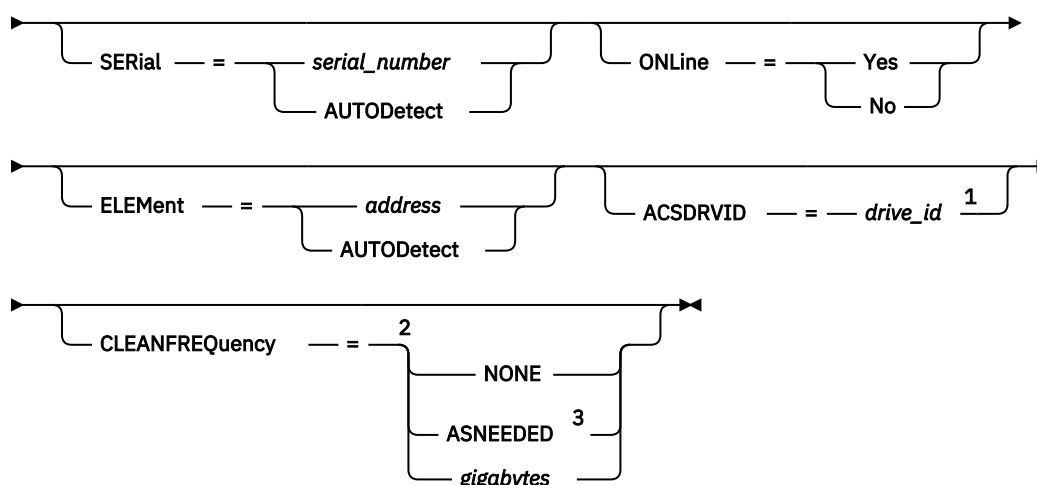 SERial = serial_number ONLine = Yes
AUTODetect No
ELEMent = address ACSDRVID = drive_id 1
AUTODetect
CLEANFREQuency = 2
NONE
ASNEEDED 3
gigabytes